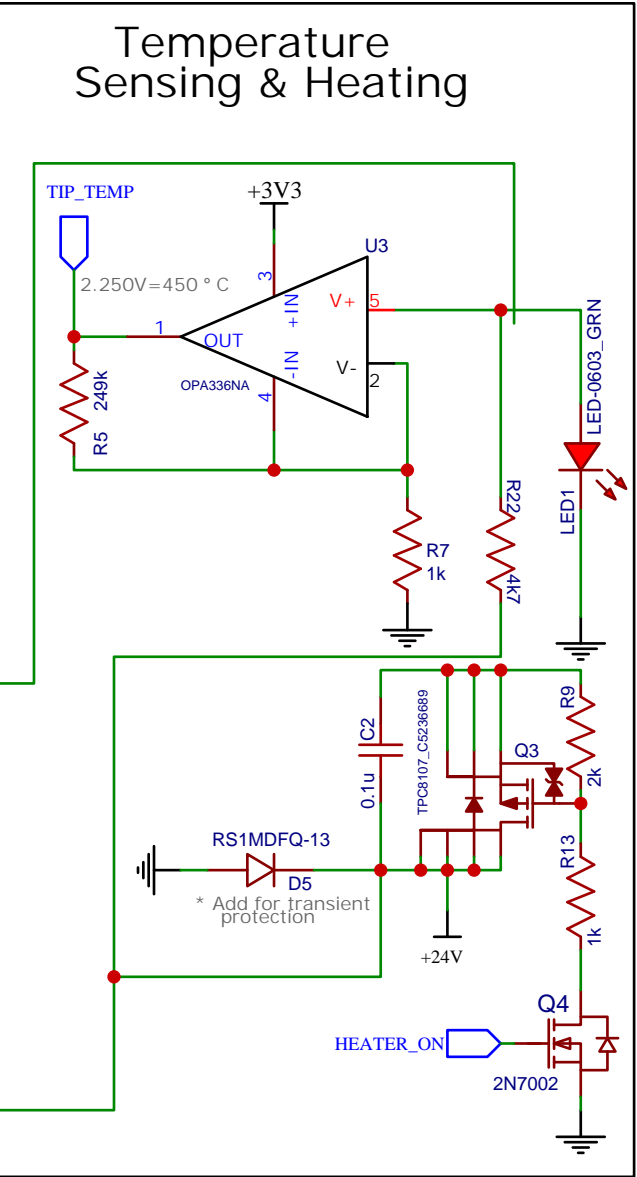 Temperature
Sensing & Heating
TIP_TEMP
+3V3
U3
2.250V=450 ° C
3
+IN
V+
5
1
OUT
-IN
V-
2
OPA336NA
4
LED-0603_GRN
LED1
249k
R5
R7
1k
R22
4k7
C2
0.1u
TPC8107_C5236689
Q3
R9
2k
RS1MDFQ-13
D5
* Add for transient
protection
+24V
R13
1k
Q4
HEATER_ON
2N7002